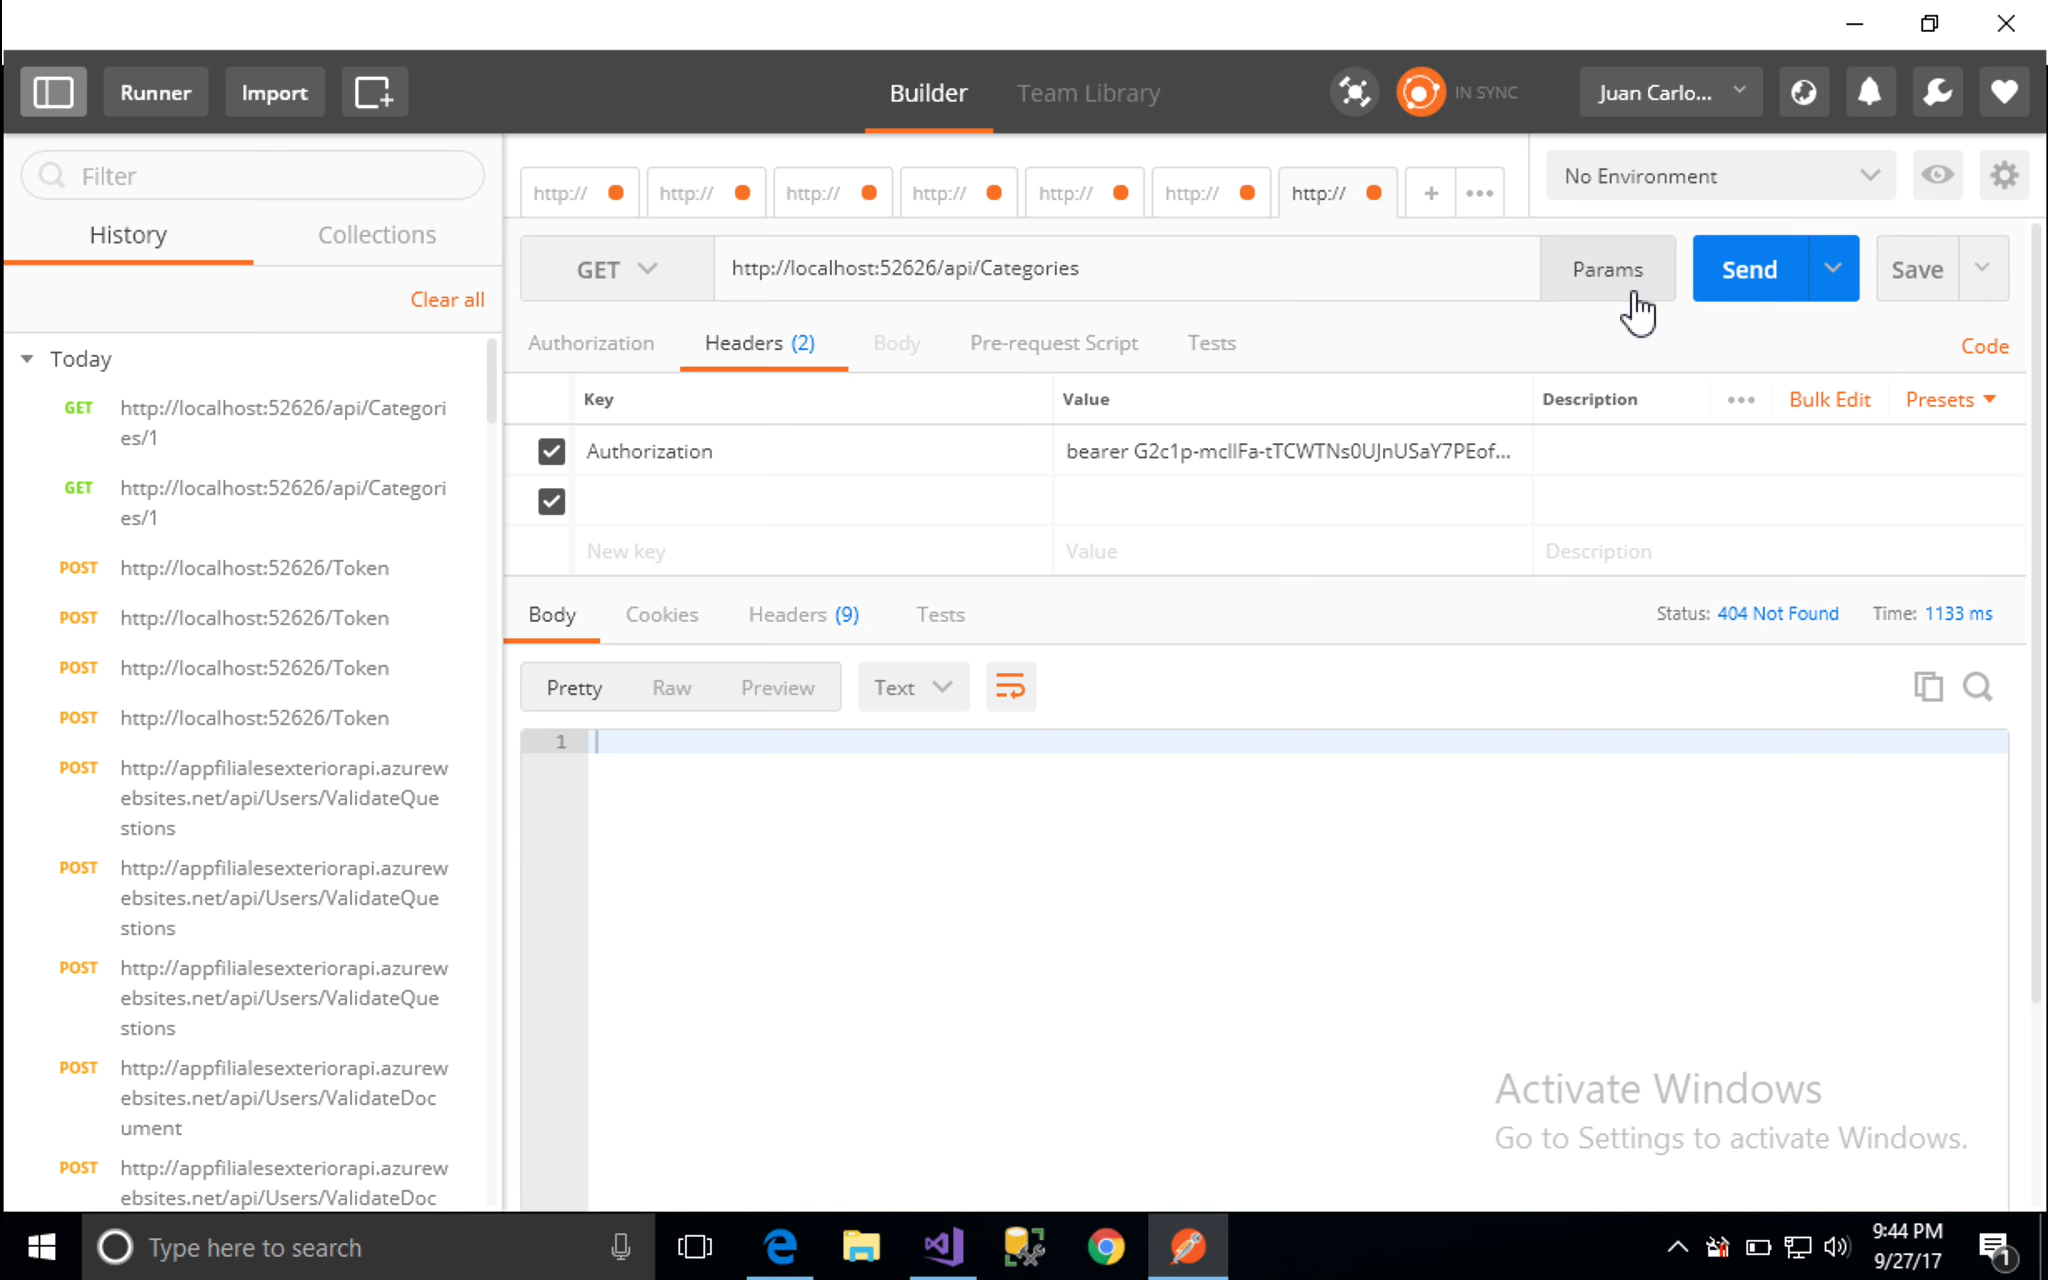 Runner
Import
Builder
Team Library
IN SYNC
Juan Carlo...
Filter
History
Collections
Clear all
Today
GET http://localhost:52626/api/Categori
es/1
GET http://localhost:52626/api/Categori
es/1
POST http://localhost:52626/Token
POST http://localhost:52626/Token
POST http://localhost:52626/Token
POST http://localhost:52626/Token
POST http://appfilialesexteriorapi.azurew
ebsites.net/api/Users/ValidateQue
stions
POST http://appfilialesexteriorapi.azurew
ebsites.net/api/Users/ValidateQue
stions
POST http://appfilialesexteriorapi.azurew
ebsites.net/api/Users/ValidateQue
stions
POST http://appfilialesexteriorapi.azurew
ebsites.net/api/Users/ValidateDoc
ument
POST http://appfilialesexteriorapi.azurew
ebsites.net/api/Users/ValidateDoc
http:// http:// http:// http:// http:// http:// http:// + •••
No Environment
GET http://localhost:52626/api/Categories Params Send Save
Authorization Headers (2) Body Pre-request Script Tests Code
Key Value Description ••• Bulk Edit Presets
Authorization bearer G2c1p-mcllFa-tTCWTNs0UJnUSaY7PEof...
New key Value Description
Body Cookies Headers (9) Tests Status: 404 Not Found Time: 1133 ms
Pretty Raw Preview Text
1
Activate Windows
Go to Settings to activate Windows.
Type here to search
9:44 PM
9/27/17
1